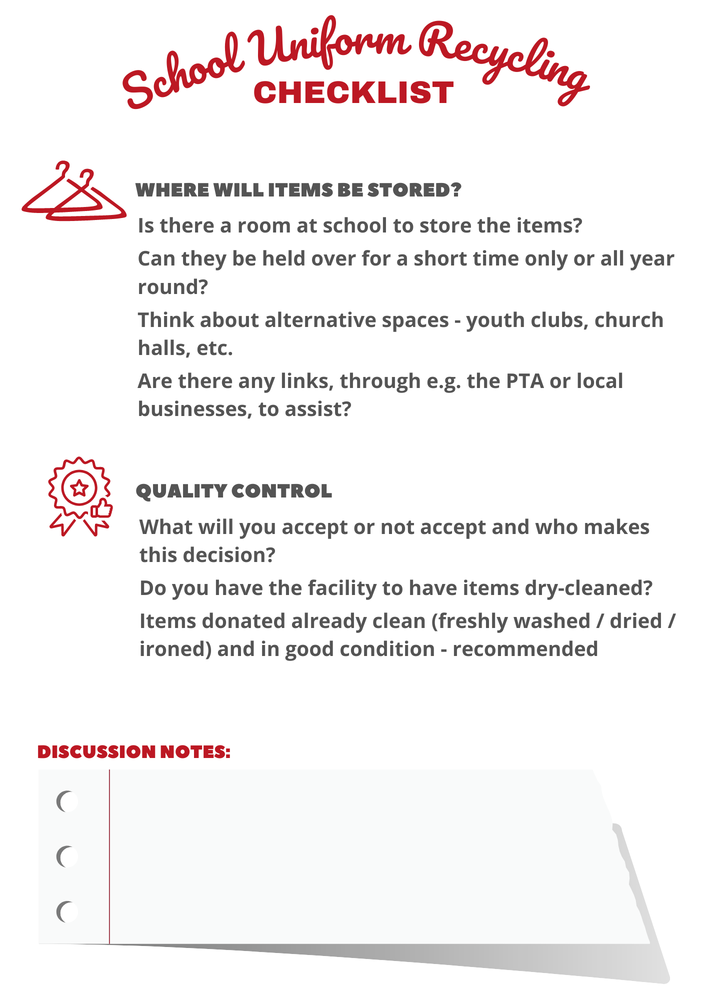 School Uniform Recycling
CHECKLIST
WHERE WILL ITEMS BE STORED?
Is there a room at school to store the items?
Can they be held over for a short time only or all year
round?
Think about alternative spaces - youth clubs, church
halls, etc.
Are there any links, through e.g. the PTA or local
businesses, to assist?
QUALITY CONTROL
What will you accept or not accept and who makes
this decision?
Do you have the facility to have items dry-cleaned?
Items donated already clean (freshly washed / dried /
ironed) and in good condition - recommended
DISCUSSION NOTES: